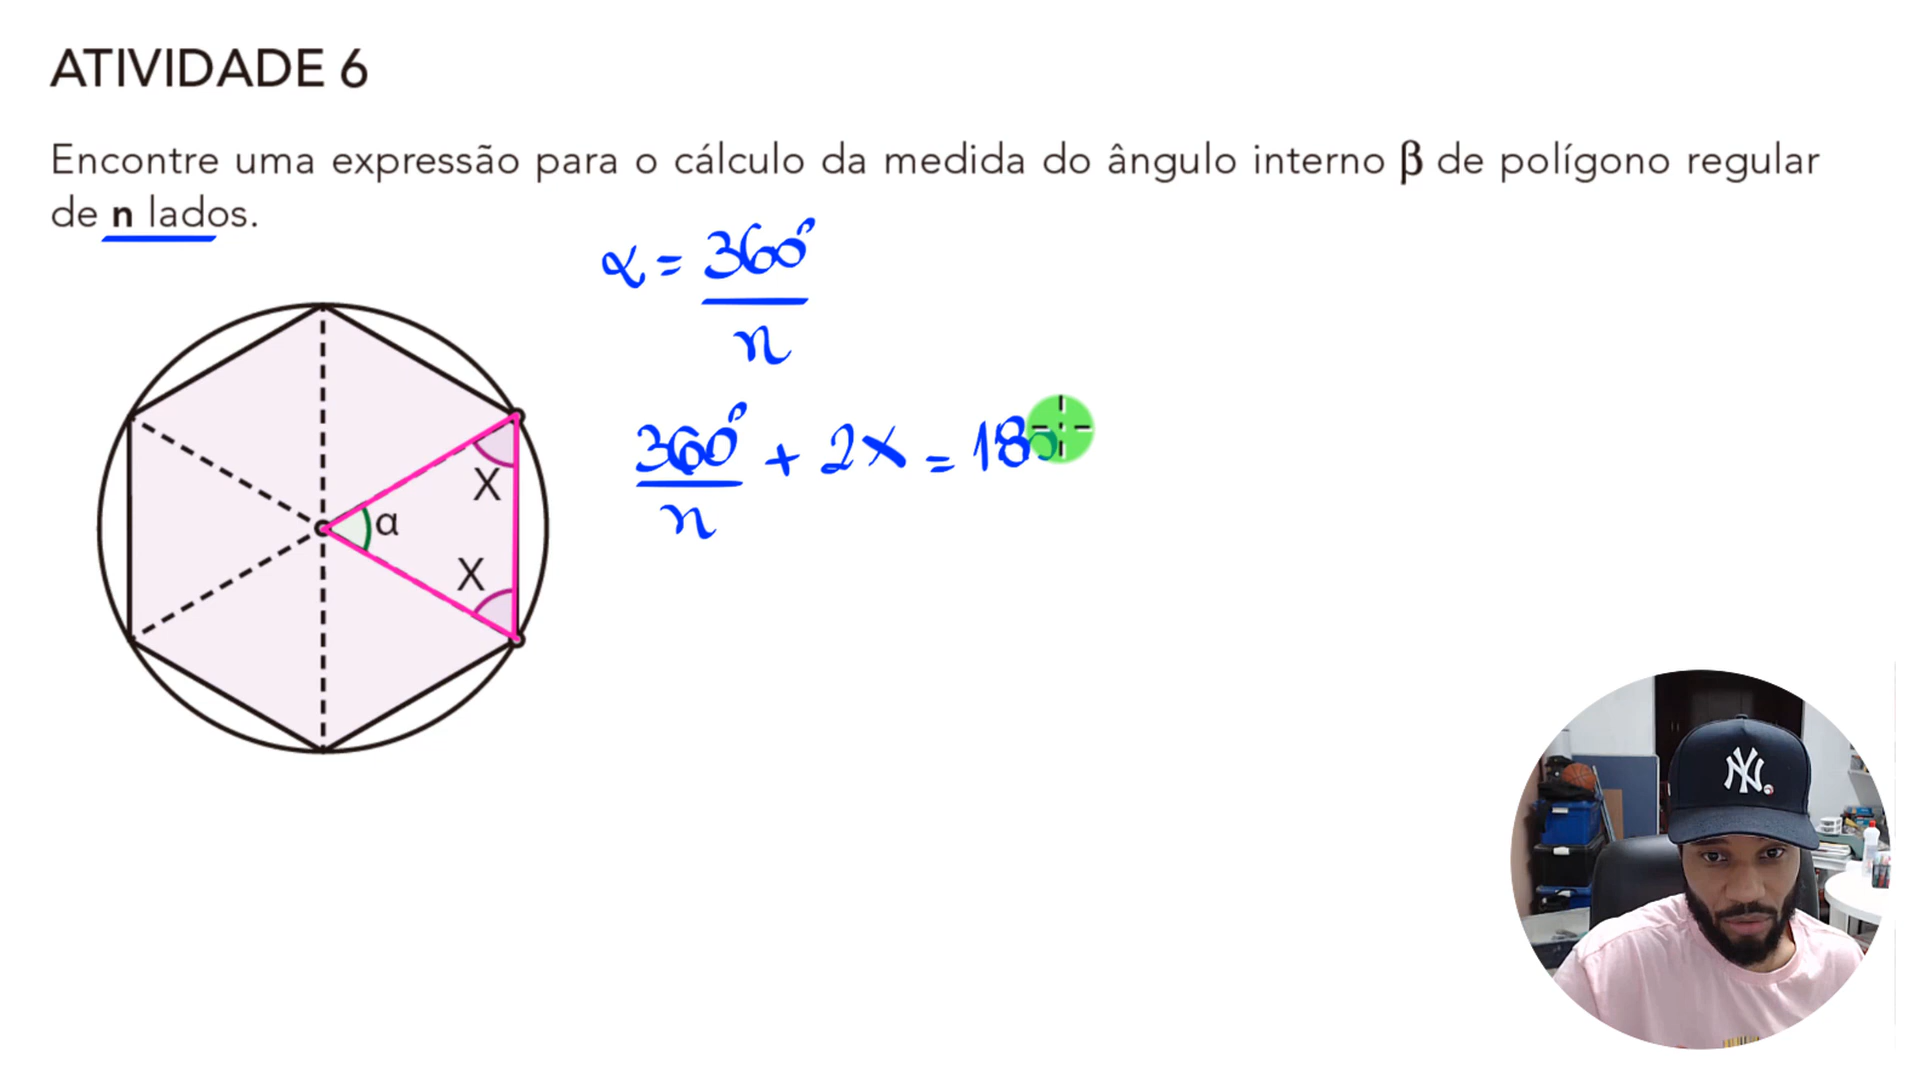 ATIVIDADE 6
Encontre uma expressão para o cálculo da medida do ângulo interno β de polígono regular
de n lados.
α = 360°
n
360° + 2x = 180
n
X
α
X
NY